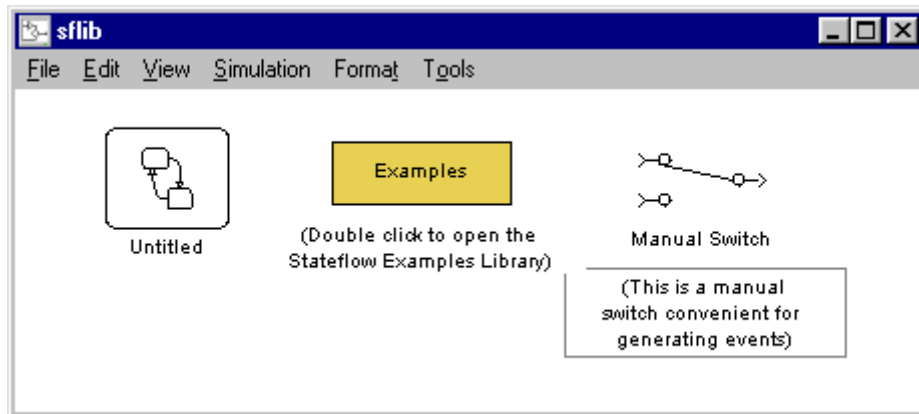 sflib
File Edit View Simulation Format Tools
Examples
Untitled
(Double click to open the
Stateflow Examples Library)
Manual Switch
(This is a manual
switch convenient for
generating events)